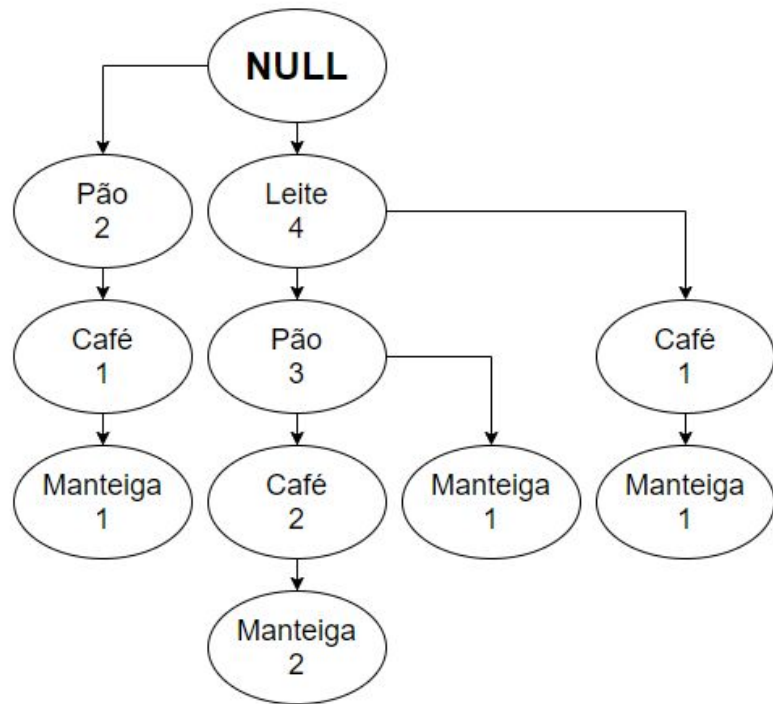 NULL
Pão
2
Leite
4
Café
1
Pão
3
Café
1
Manteiga
1
Café
2
Manteiga
1
Manteiga
1
Manteiga
2